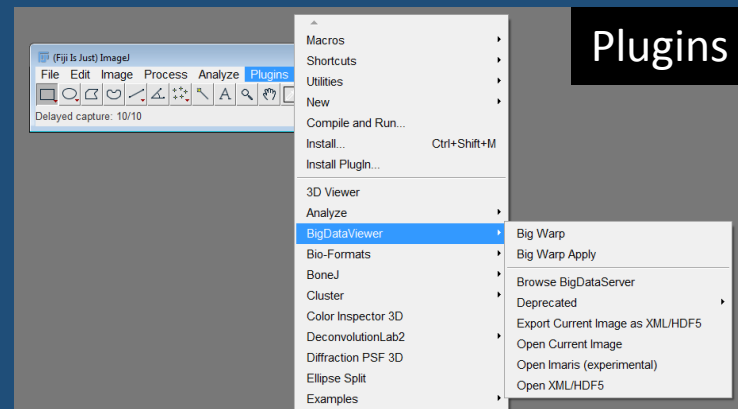 Plugins
(Fiji Is Just) ImageJ
File Edit Image Process Analyze Plugins
Delayed capture: 10/10
Macros
Shortcuts
Utilities
New
Compile and Run...
Install... Ctrl+Shift+M
Install PlugIn...
3D Viewer
Analyze
BigDataViewer
Bio-Formats
BoneJ
Cluster
Color Inspector 3D
DeconvolutionLab2
Diffraction PSF 3D
Ellipse Split
Examples
Big Warp
Big Warp Apply
Browse BigDataServer
Deprecated
Export Current Image as XML/HDF5
Open Current Image
Open Imaris (experimental)
Open XML/HDF5